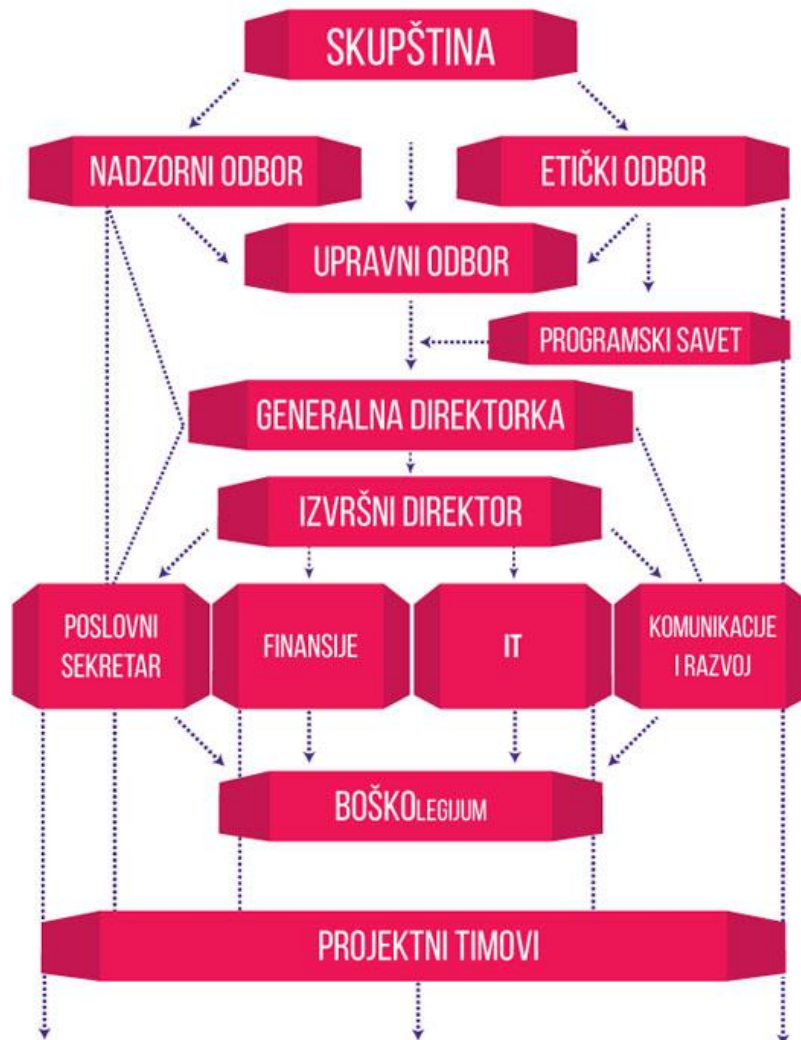 SKUPŠTINA
NADZORNI ODBOR
ETIČKI ODBOR
UPRAVNI ODBOR
PROGRAMSKI SAVET
GENERALNA DIREKTORKA
IZVRŠNI DIREKTOR
POSLOVNI
SEKRETAR
FINANSIJE
IT
KOMUNIKACIJE
I RAZVOJ
BOŠKOLEGIJUM
PROJEKTNI TIMOVI